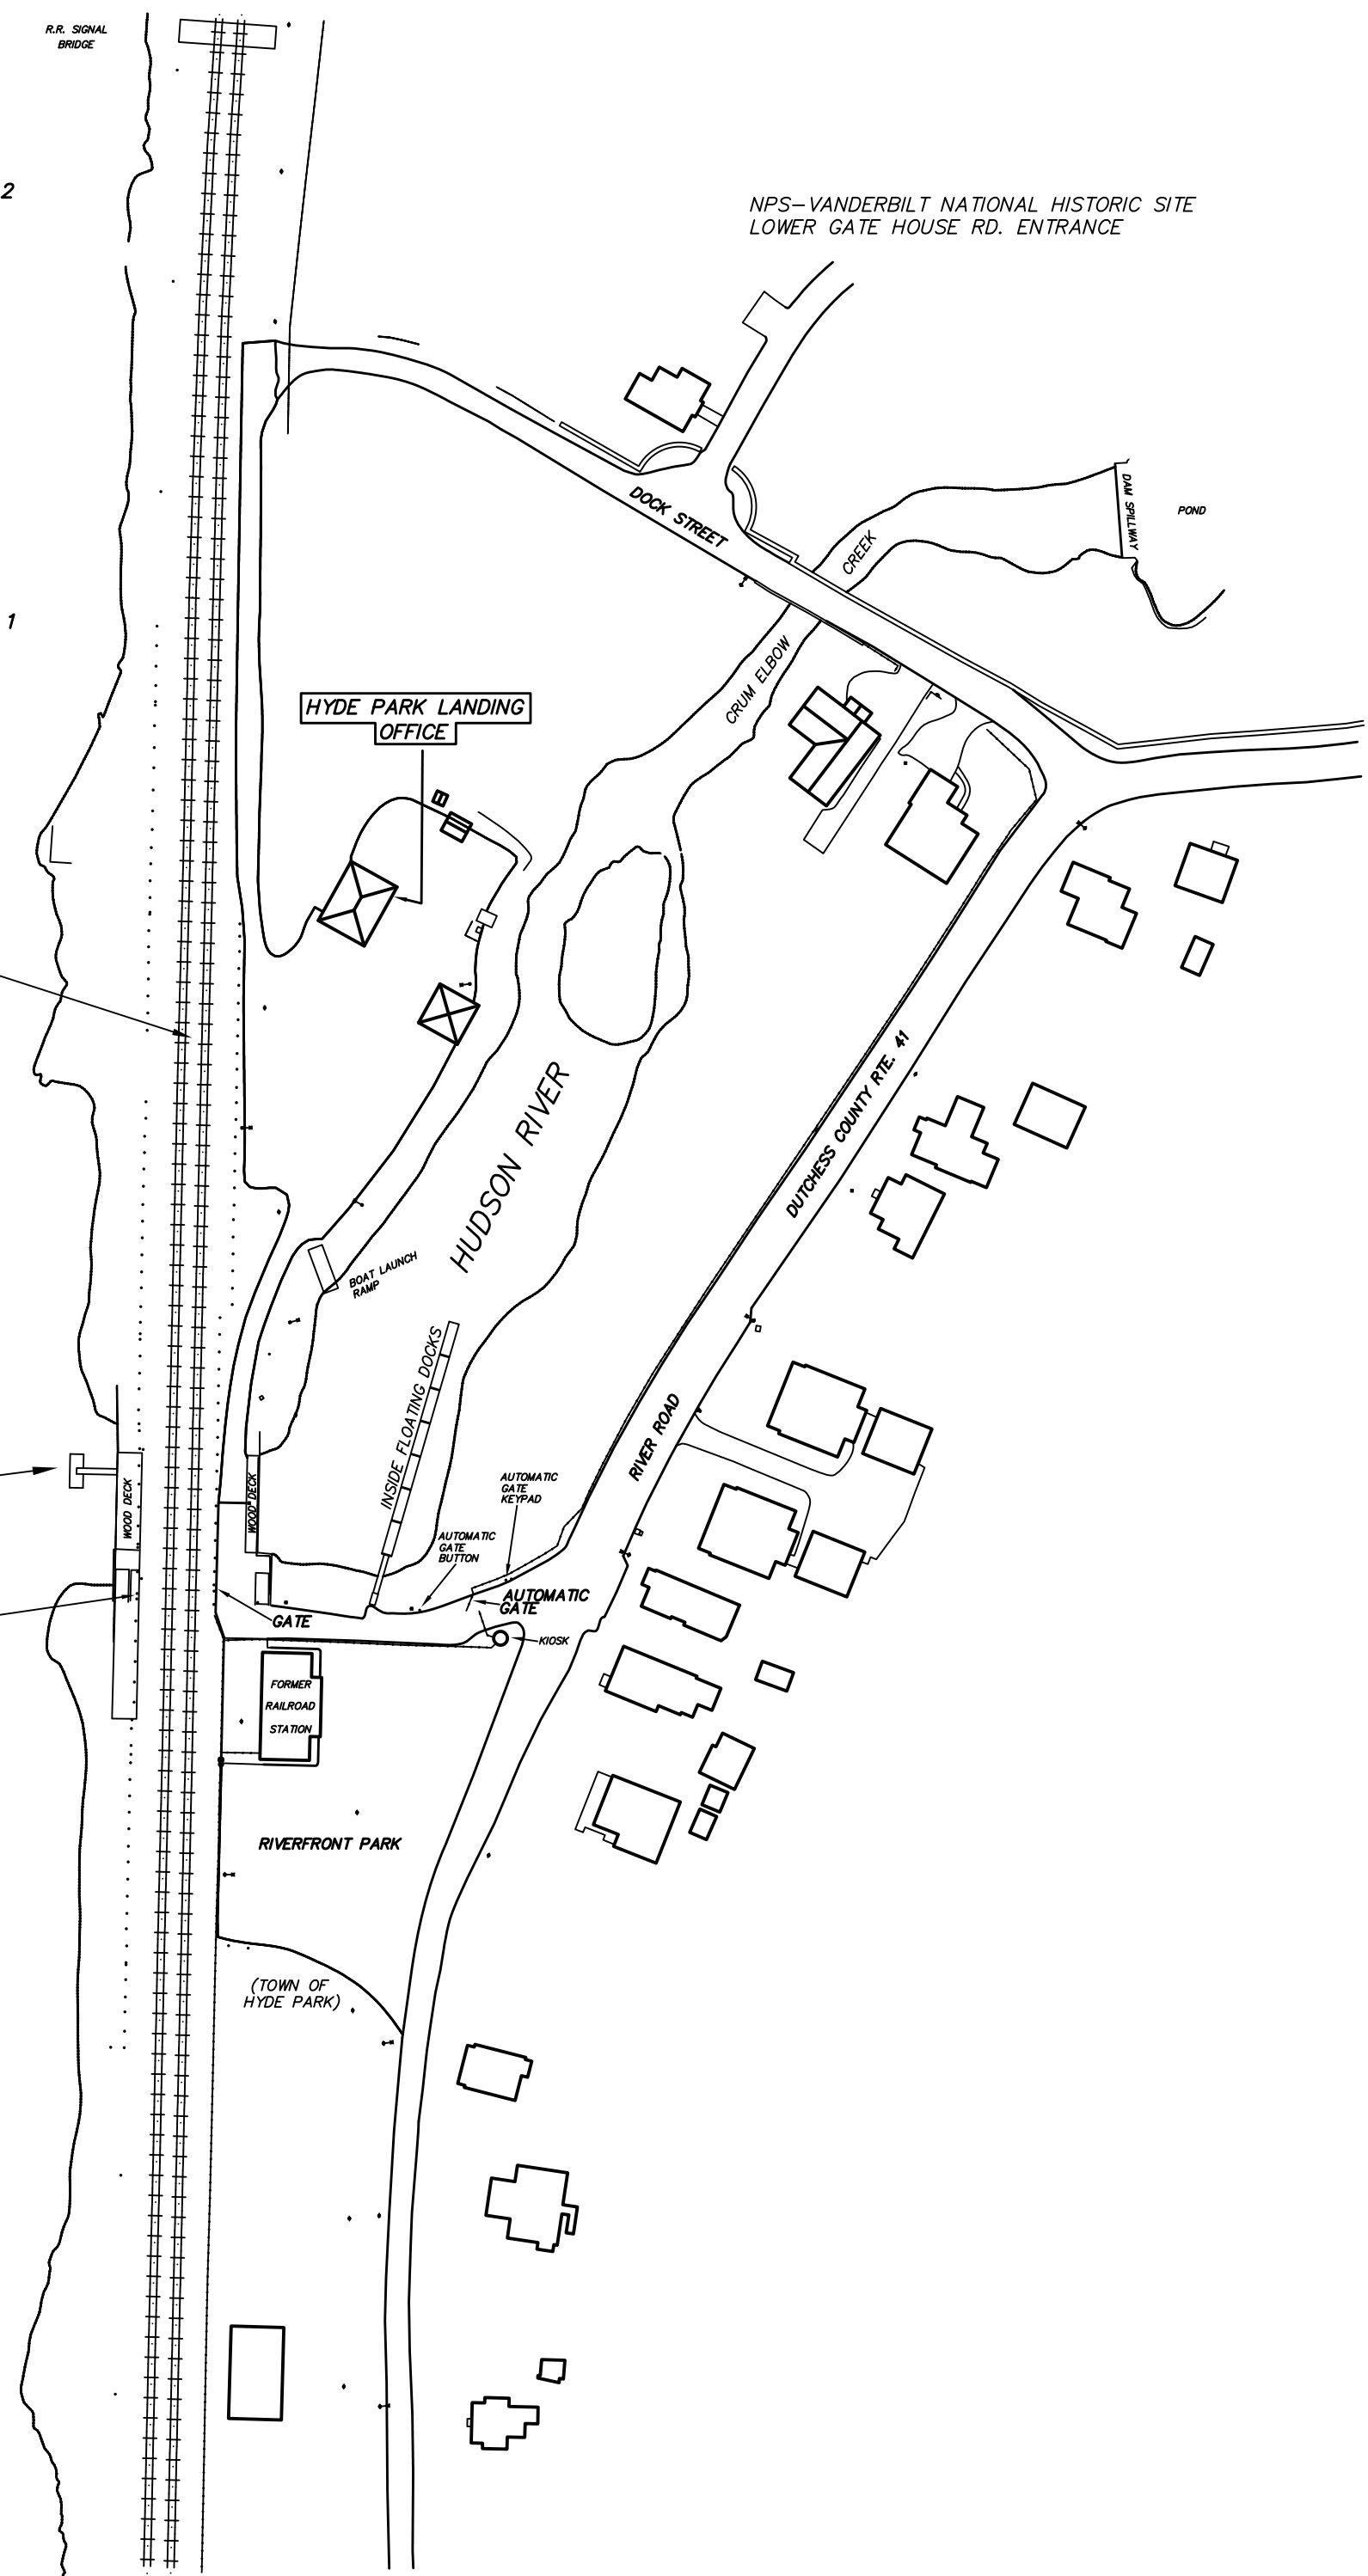 R.R. SIGNAL
BRIDGE
2
NPS-VANDERBILT NATIONAL HISTORIC SITE
LOWER GATE HOUSE RD. ENTRANCE
DOCK STREET
CREEK
DAM SPILLWAY
POND
1
CRUM ELBOW
HYDE PARK LANDING
OFFICE
DUTCHESS COUNTY RTE. 41
HUDSON RIVER
BOAT LAUNCH
RAMP
INSIDE FLOATING DOCKS
RIVER ROAD
WOOD DECK
WOOD DECK
AUTOMATIC
GATE
KEYPAD
AUTOMATIC
GATE
BUTTON
AUTOMATIC
GATE
GATE
KIOSK
FORMER
RAILROAD
STATION
RIVERFRONT PARK
(TOWN OF
HYDE PARK)